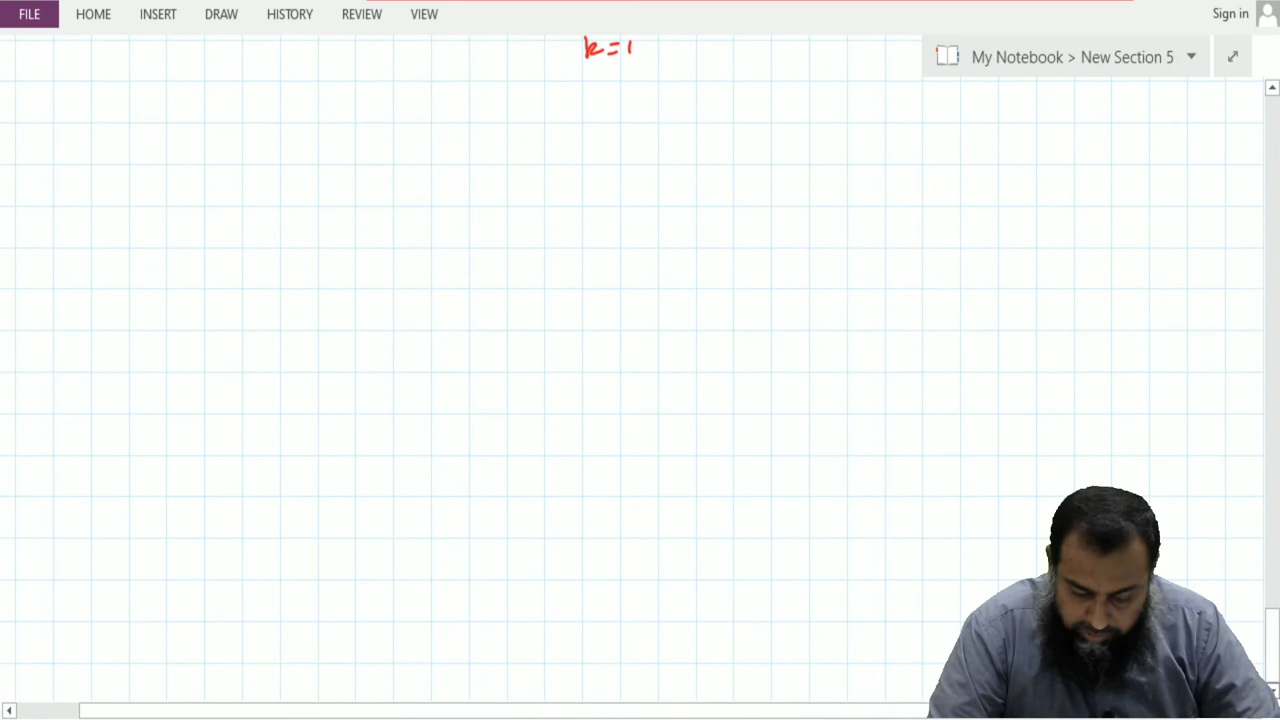 FILE HOME INSERT DRAW HISTORY REVIEW VIEW Sign in
k=1
My Notebook > New Section 5